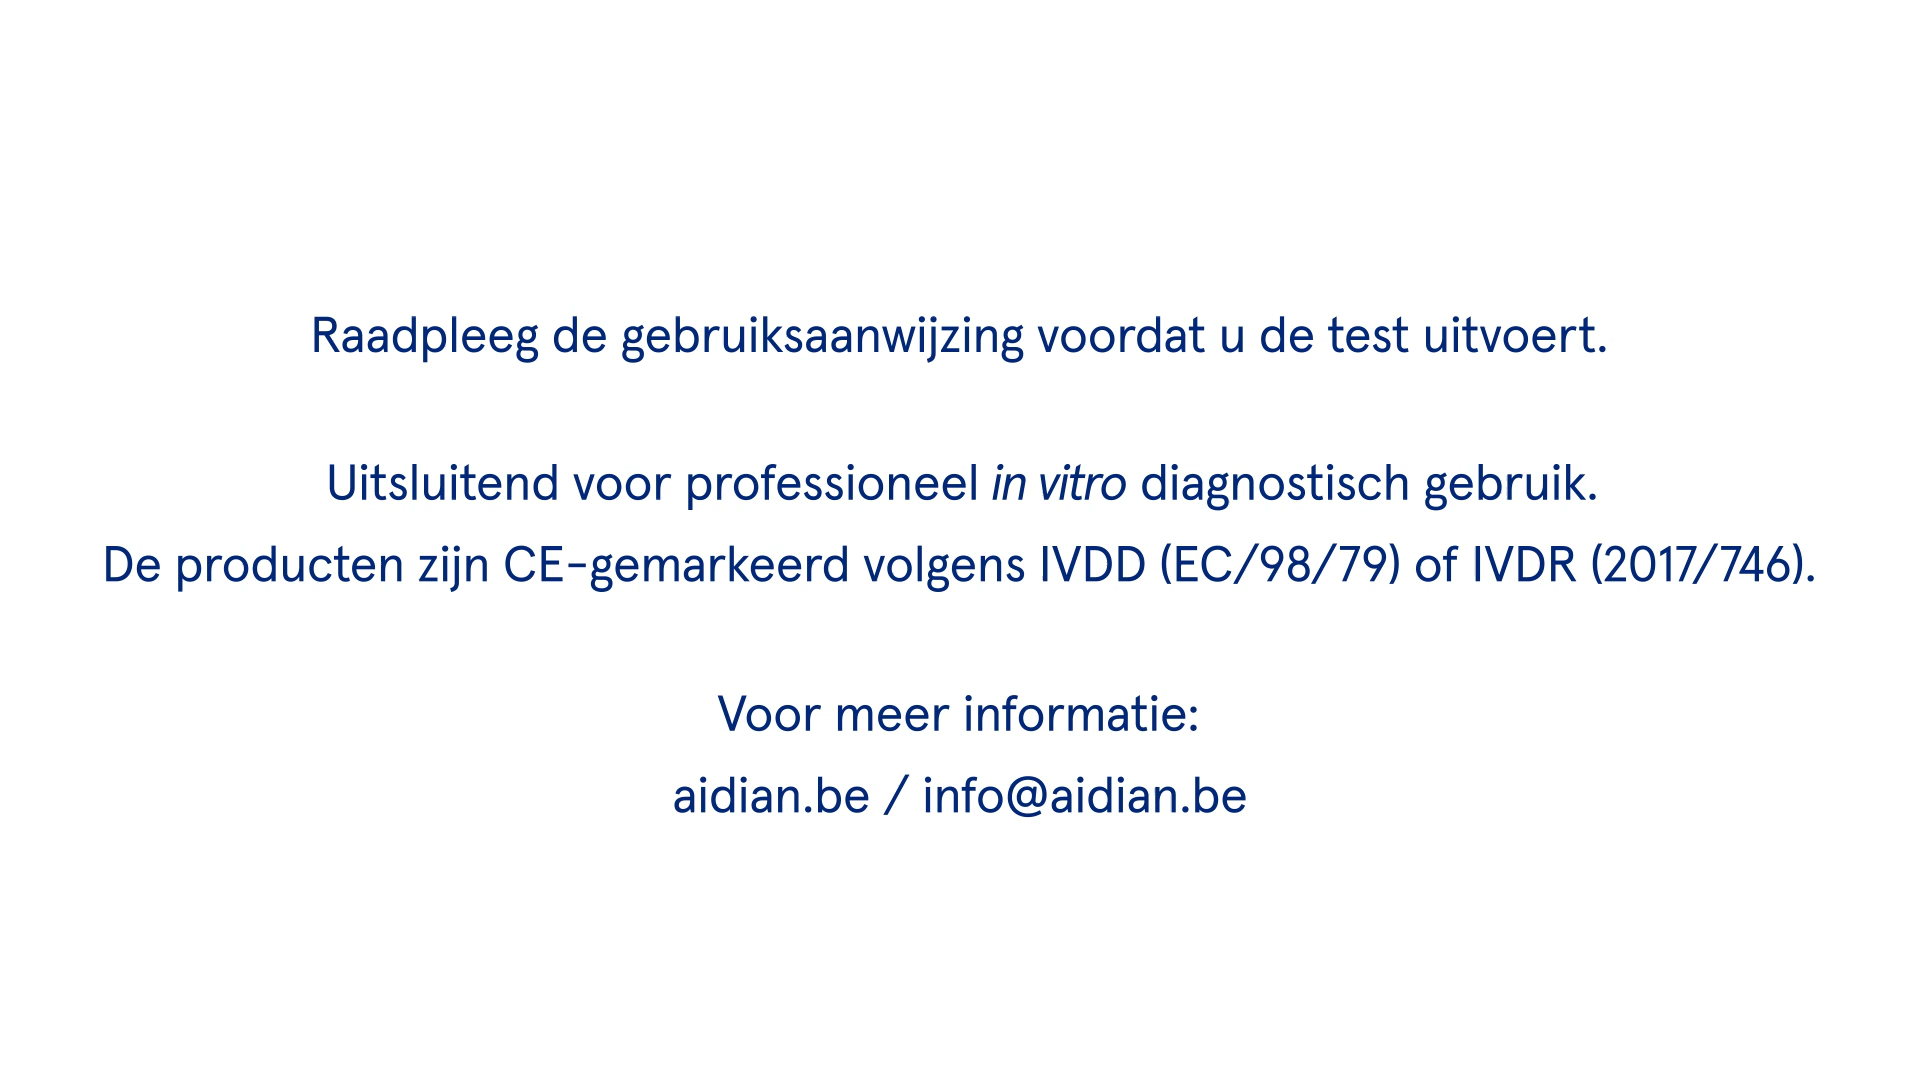 Raadpleeg de gebruiksaanwijzing voordat u de test uitvoert.
Uitsluitend voor professioneel in vitro diagnostisch gebruik.
De producten zijn CE-gemarkeerd volgens IVDD (EC/98/79) of IVDR (2017/746).
Voor meer informatie:
aidian.be / info@aidian.be